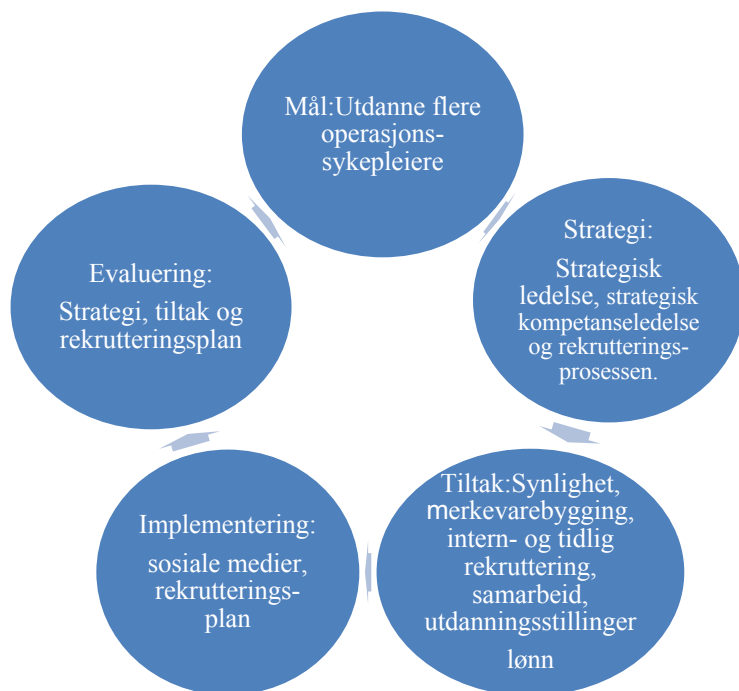 Mål:Utdanne flere
operasjons-
sykepleiere
Strategi:
Strategisk
ledelse, strategisk
kompetanseledelse
og rekrutterings-
prosessen.
Tiltak:Synlighet,
merkevarebygging,
intern- og tidlig
rekruttering,
samarbeid,
utdanningsstillinger
lønn
Implementering:
sosiale medier,
rekrutterings-
plan
Evaluering:
Strategi, tiltak og
rekrutteringsplan